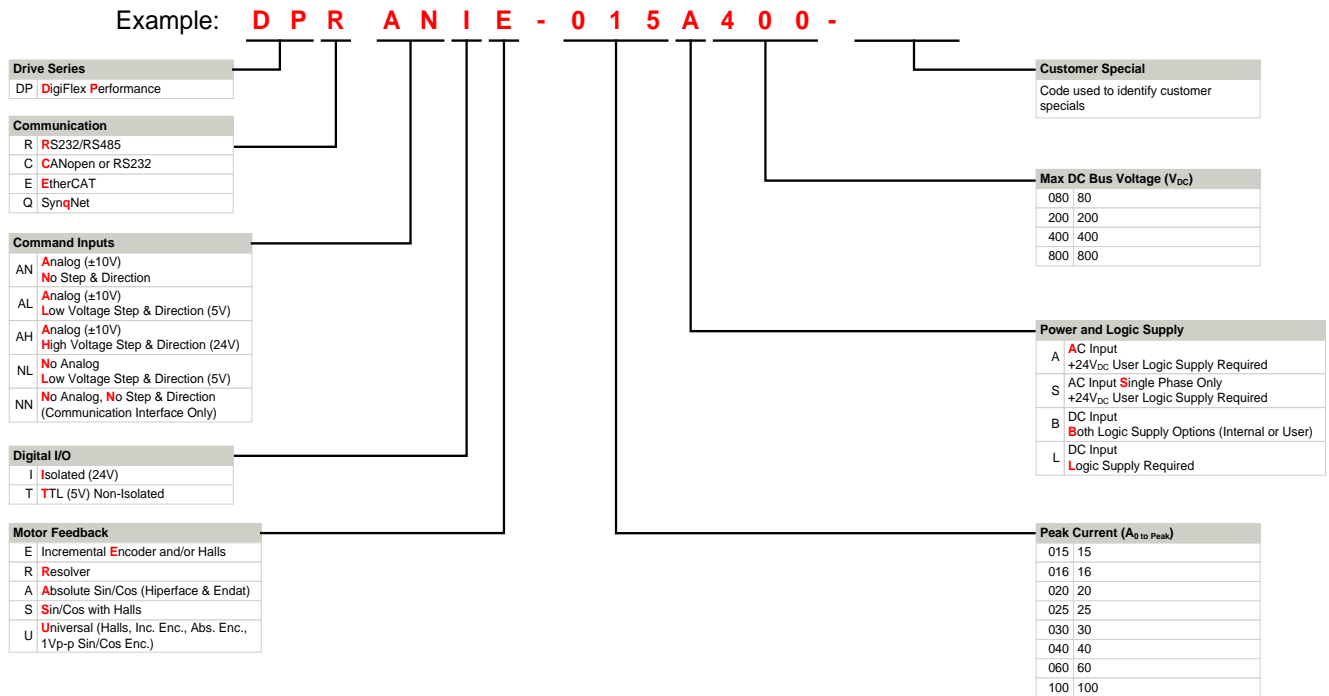 Example: D P R A N I E - 0 1 5 A 4 0 0 -
Drive Series
DP DigiFlex Performance
Communication
R RS232/RS485
C CANopen or RS232
E EtherCAT
Q SynqNet
Command Inputs
AN Analog (±10V)
No Step & Direction
AL Analog (±10V)
Low Voltage Step & Direction (5V)
AH Analog (±10V)
High Voltage Step & Direction (24V)
NL No Analog
Low Voltage Step & Direction (5V)
NN No Analog, No Step & Direction
(Communication Interface Only)
Digital I/O
I Isolated (24V)
T TTL (5V) Non-Isolated
Motor Feedback
E Incremental Encoder and/or Halls
R Resolver
A Absolute Sin/Cos (Hiperface & Endat)
S Sin/Cos with Halls
U Universal (Halls, Inc. Enc., Abs. Enc.,
1Vp-p Sin/Cos Enc.)
Customer Special
Code used to identify customer
specials
Max DC Bus Voltage (VDC)
080 80
200 200
400 400
800 800
Power and Logic Supply
A AC Input
+24VDC User Logic Supply Required
S AC Input Single Phase Only
+24VDC User Logic Supply Required
B DC Input
Both Logic Supply Options (Internal or User)
L DC Input
Logic Supply Required
Peak Current (A0 to Peak)
015 15
016 16
020 20
025 25
030 30
040 40
060 60
100 100